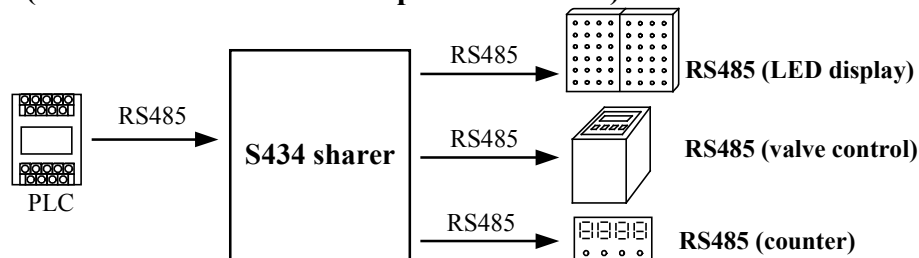 RS485
RS485 (LED display)
RS485
RS485
S434 sharer
RS485 (valve control)
PLC
RS485
RS485 (counter)